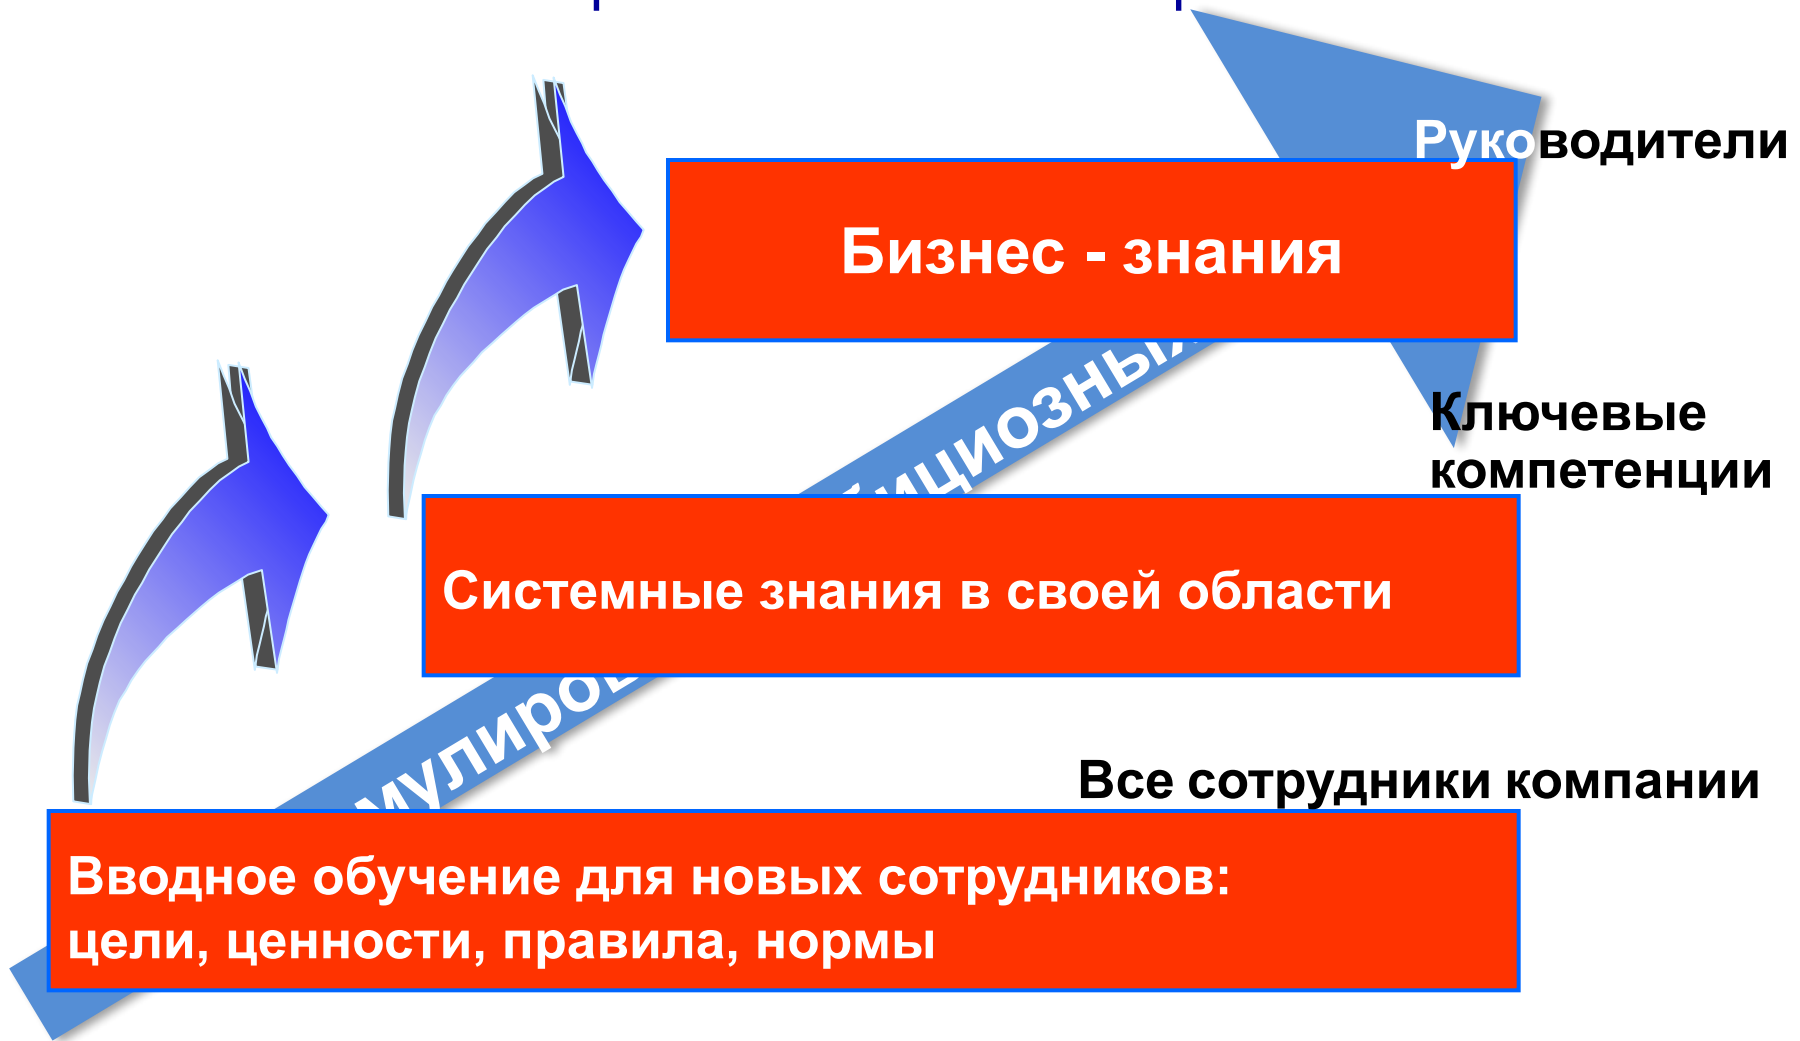 Руководители
Бизнес - знания
Ключевые
компетенции
Системные знания в своей области
Все сотрудники компании
Вводное обучение для новых сотрудников:
цели, ценности, правила, нормы